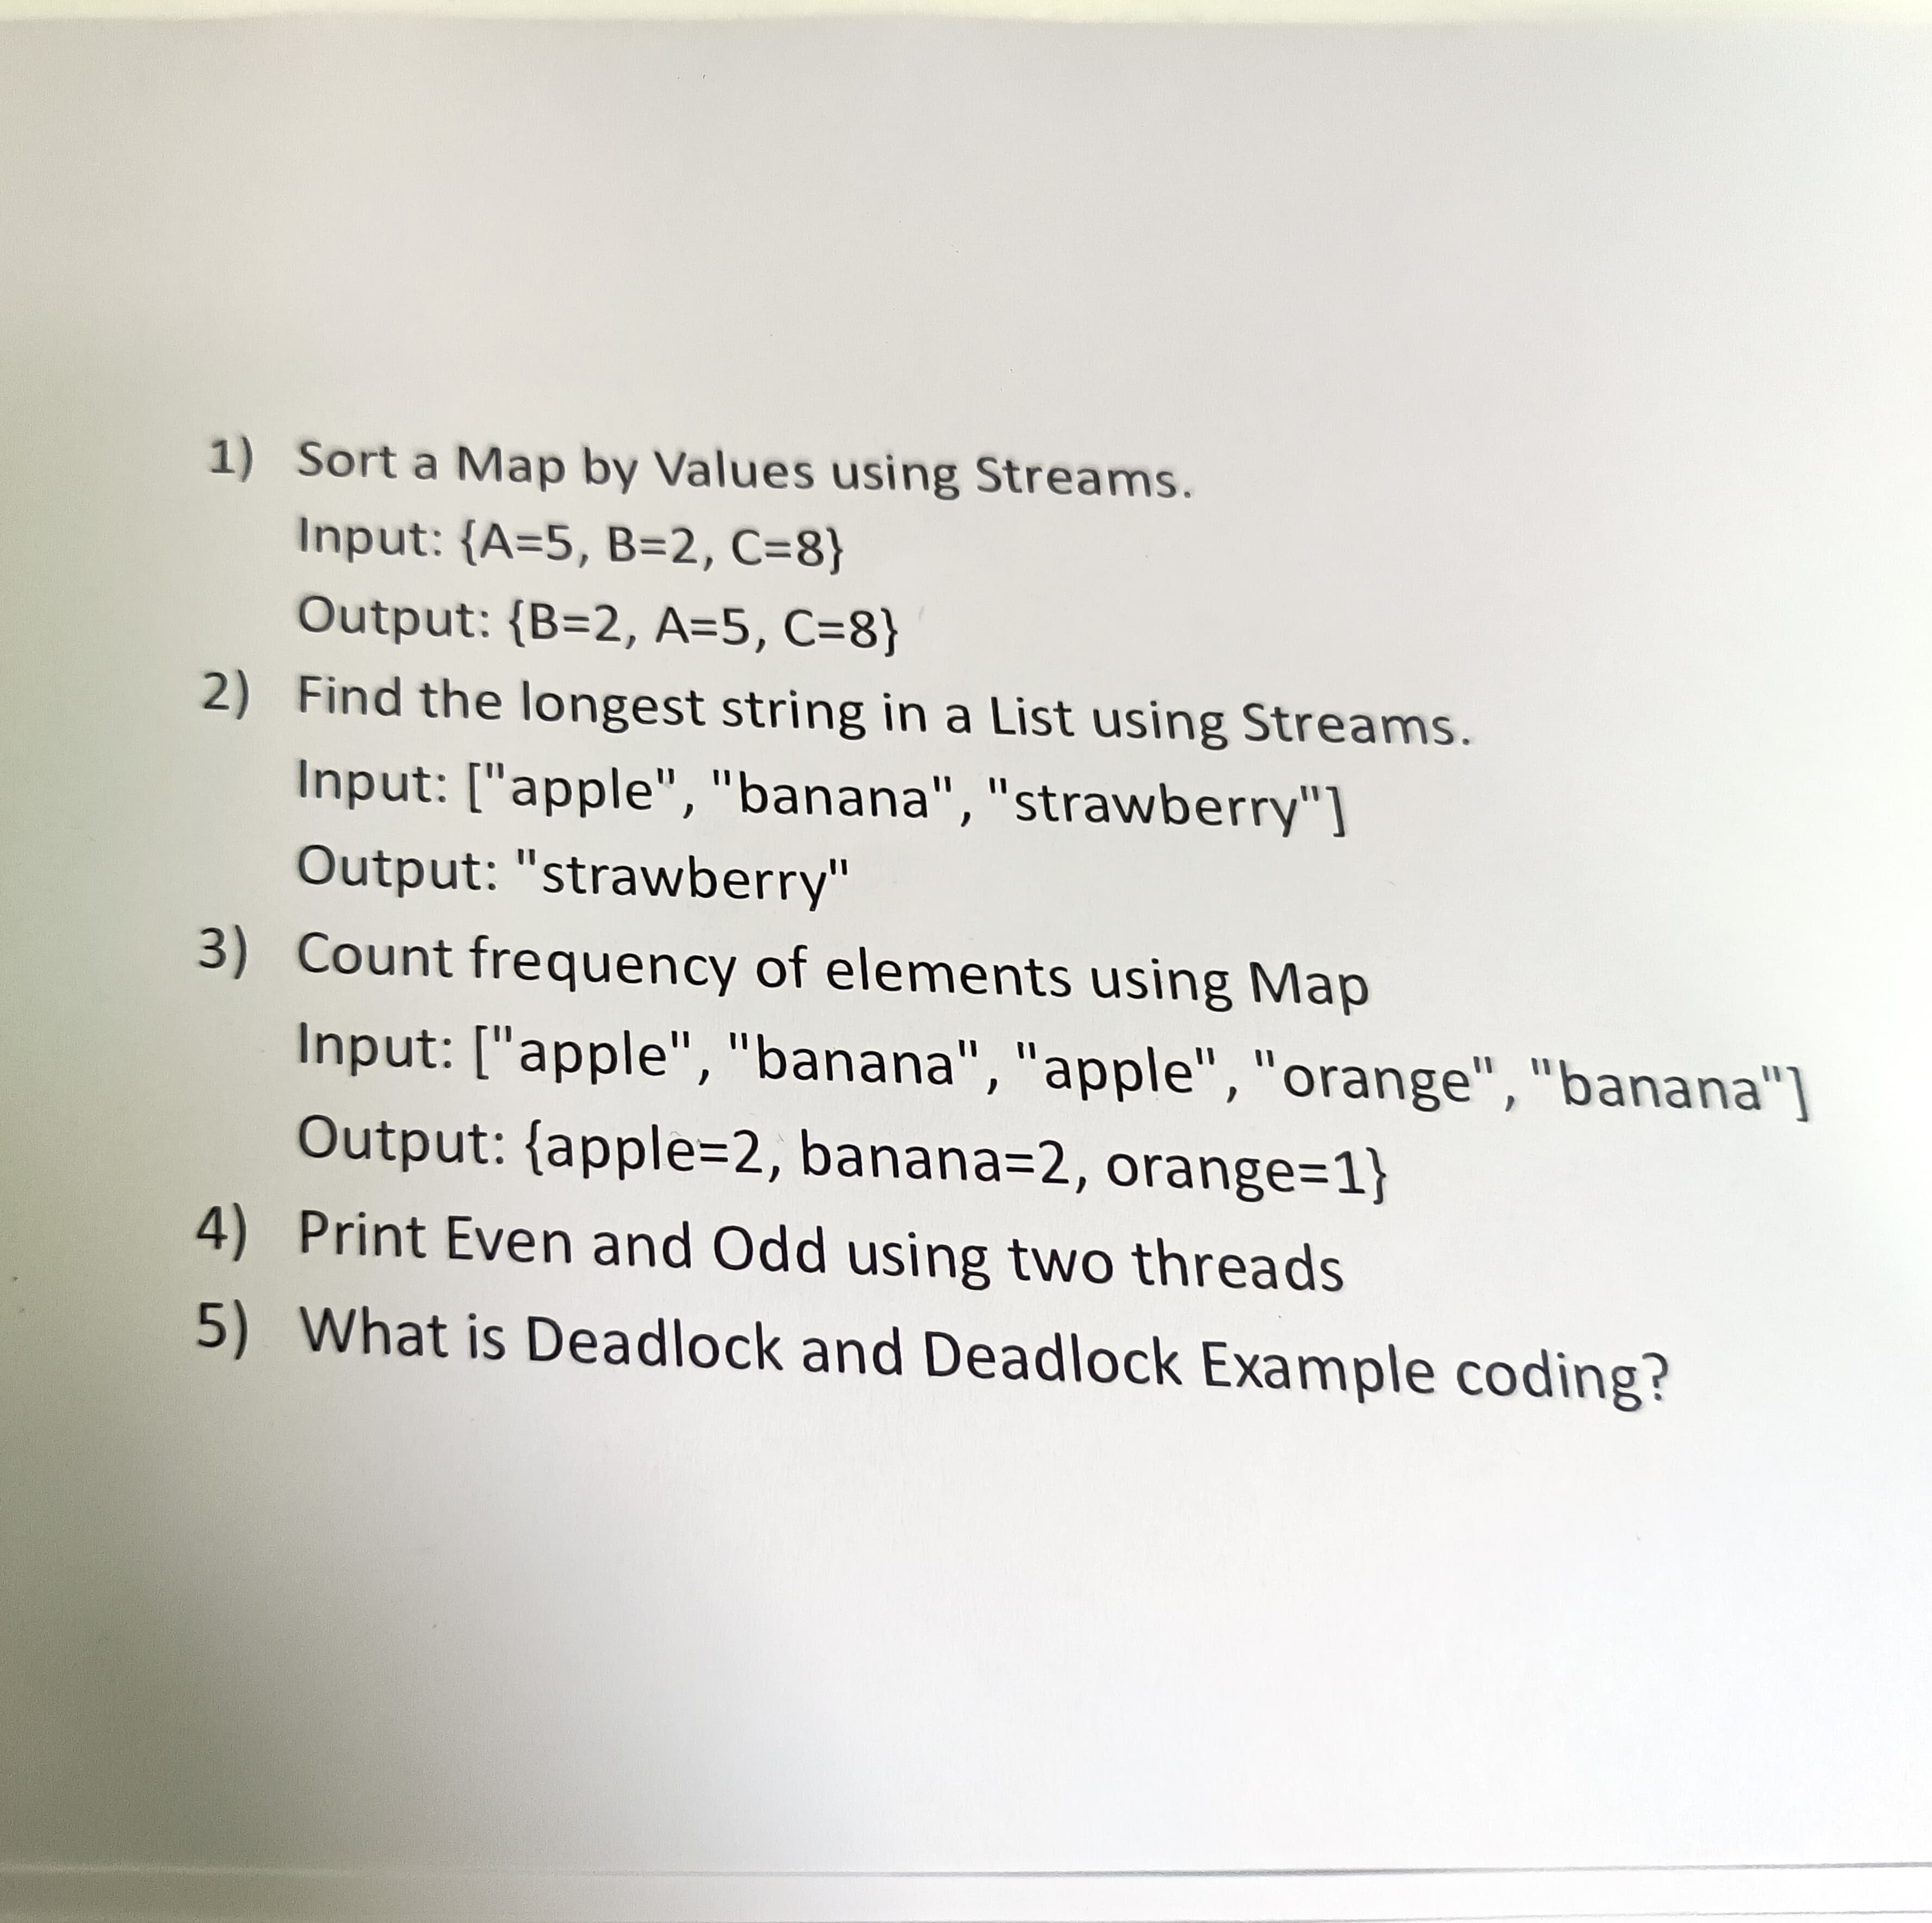 1) Sort a Map by Values using Streams.
Input: {A=5, B=2, C=8}
Output: {B=2, A=5, C=8}
2) Find the longest string in a List using Streams.
Input: ["apple", "banana", "strawberry"]
Output: "strawberry"
3) Count frequency of elements using Map
Input: ["apple", "banana", "apple", "orange", "banana"]
Output: {apple=2, banana=2, orange=1}
4) Print Even and Odd using two threads
5) What is Deadlock and Deadlock Example coding?